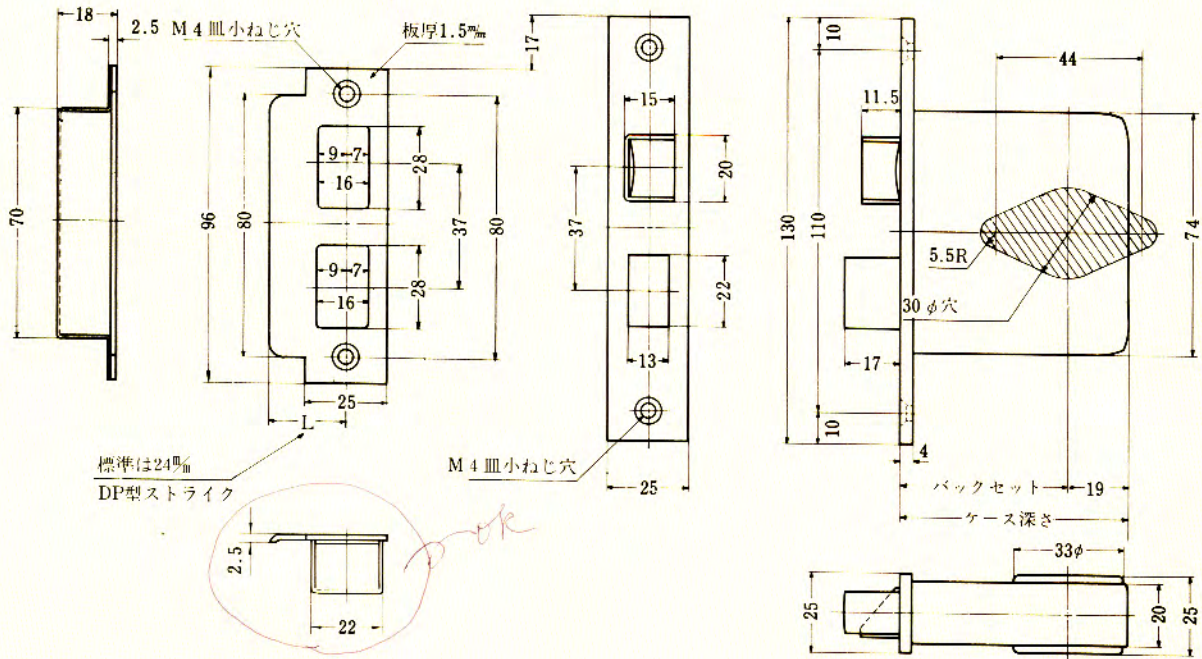 18
2.5 M4皿小ねじ穴
板厚1.5㎜
70
96
80
9 7
16
28
9 7
16
28
37
80
25
L
標準は24㎜
DP型ストライク
2.5
22
ok
17
15
20
37
22
13
M4皿小ねじ穴
25
10
130
110
10
11.5
17
44
5.5R
30φ穴
74
4
バックセット
19
ケース深さ
33φ
25
20
25